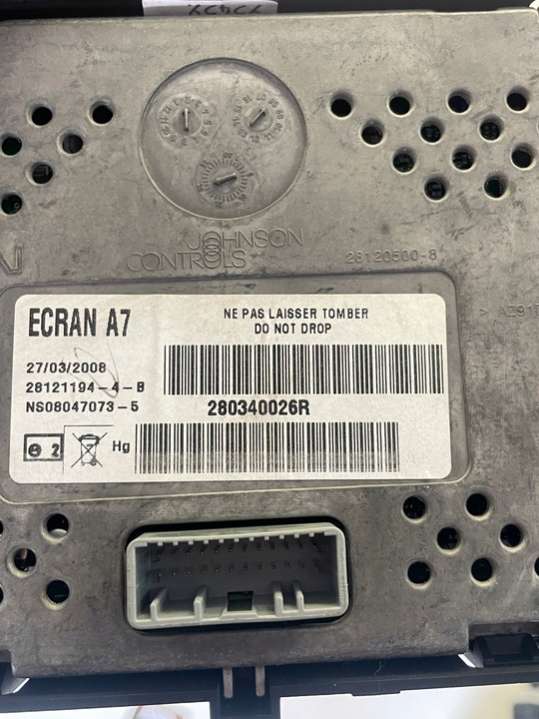 JOHNSON
CONTROLS
28120500-8
ECRAN A7
NE PAS LAISSER TOMBER
DO NOT DROP
27/03/2008
28121194-4-B
NS08047073-5
280340026R
e 2
Hg